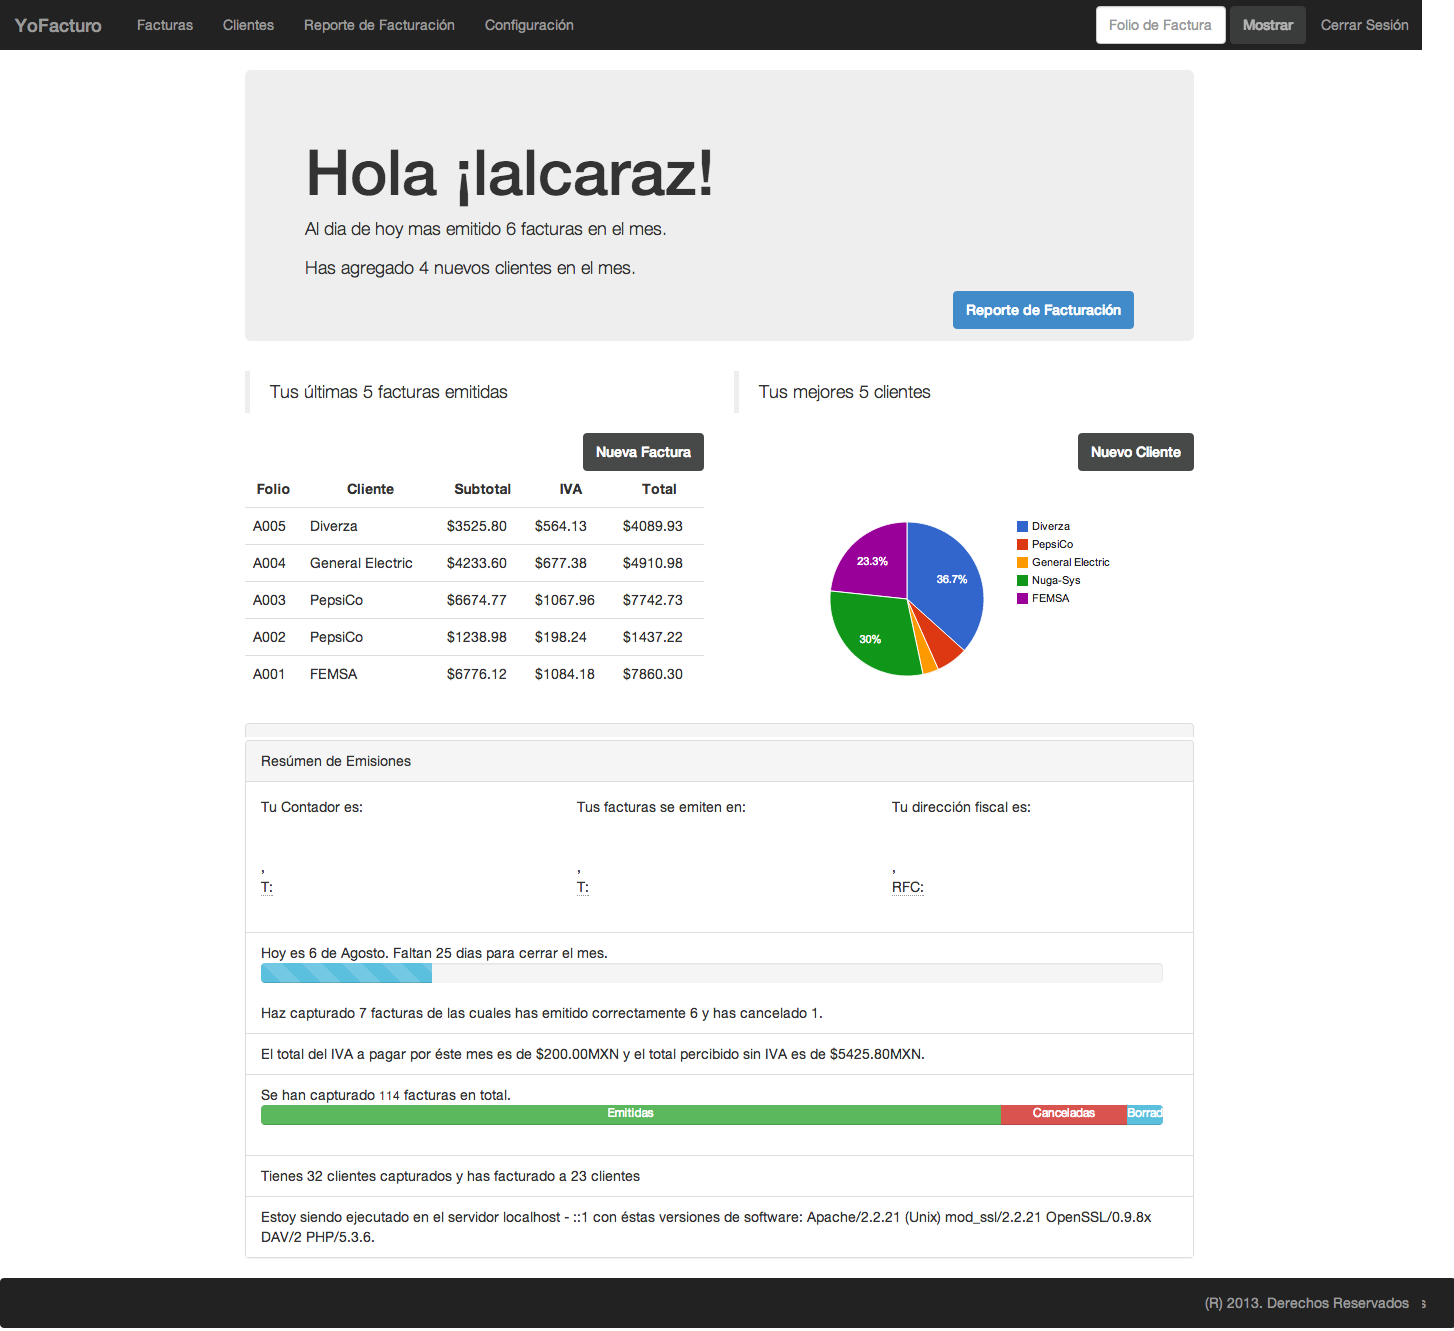 YoFacturo Facturas Clientes Reporte de Facturación Configuración Folio de Factura Mostrar Cerrar Sesión
Hola ¡lalcaraz!
Al dia de hoy mas emitido 6 facturas en el mes.
Has agregado 4 nuevos clientes en el mes.
Reporte de Facturación
Tus últimas 5 facturas emitidas
Nueva Factura
Folio Cliente Subtotal IVA Total
A005 Diverza $3525.80 $564.13 $4089.93
A004 General Electric $4233.60 $677.38 $4910.98
A003 PepsiCo $6674.77 $1067.96 $7742.73
A002 PepsiCo $1238.98 $198.24 $1437.22
A001 FEMSA $6776.12 $1084.18 $7860.30
Tus mejores 5 clientes
Nuevo Cliente
23.3%
36.7%
30%
Diverza
PepsiCo
General Electric
Nuga-Sys
FEMSA
Resúmen de Emisiones
Tu Contador es:
,
T:
Tus facturas se emiten en:
,
T:
Tu dirección fiscal es:
,
RFC:
Hoy es 6 de Agosto. Faltan 25 dias para cerrar el mes.
Haz capturado 7 facturas de las cuales has emitido correctamente 6 y has cancelado 1.
El total del IVA a pagar por éste mes es de $200.00MXN y el total percibido sin IVA es de $5425.80MXN.
Se han capturado 114 facturas en total.
Emitidas Canceladas Borrad
Tienes 32 clientes capturados y has facturado a 23 clientes
Estoy siendo ejecutado en el servidor localhost - ::1 con éstas versiones de software: Apache/2.2.21 (Unix) mod_ssl/2.2.21 OpenSSL/0.9.8x
DAV/2 PHP/5.3.6.
(R) 2013. Derechos Reservados s